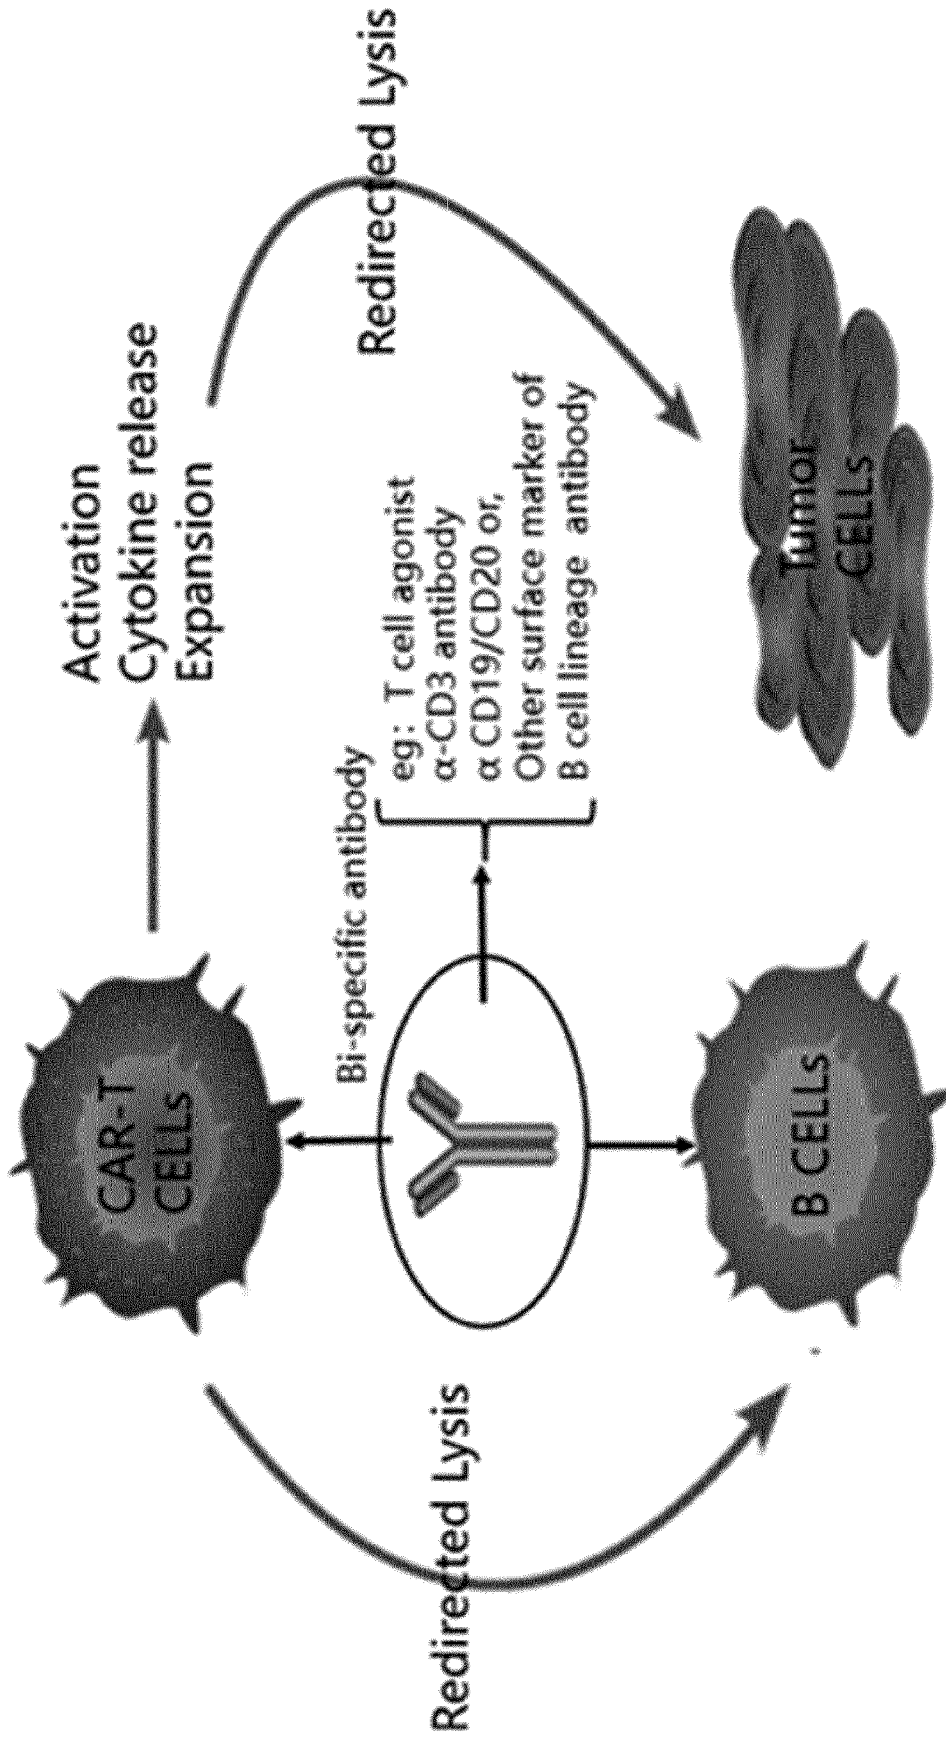 Activation
Cytokine release
Expansion
CAR-T
CELLs
Redirected Lysis
Bi-specific antibody
eg: T cell agonist
α-CD3 antibody
α CD19/CD20 or,
Other surface marker of
B cell lineage antibody
Redirected Lysis
B CELLs
Tumor
CELLs